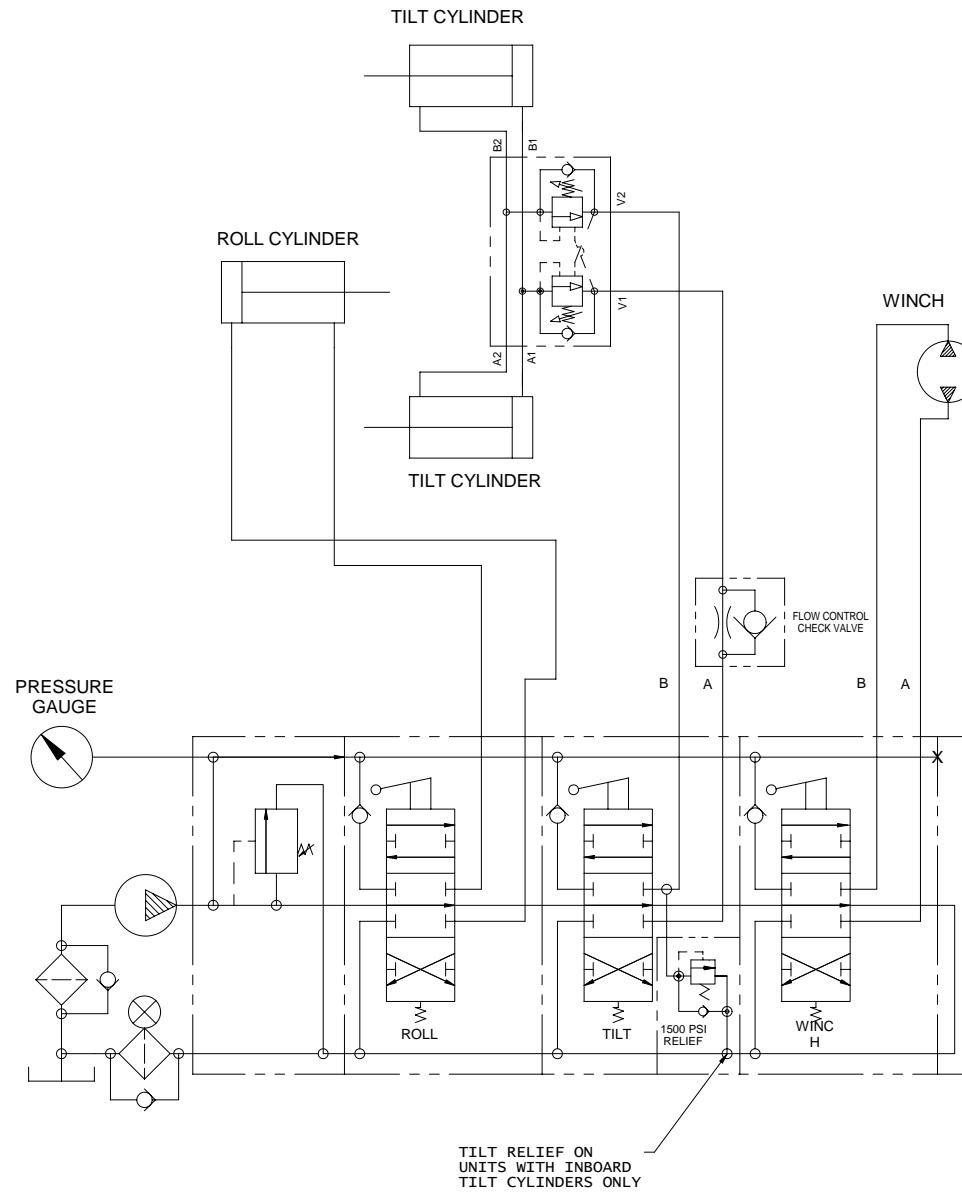 TILT CYLINDER
B2
B1
V2
ROLL CYLINDER
V1
WINCH
A2
A1
TILT CYLINDER
FLOW CONTROL
CHECK VALVE
B
A
B
A
PRESSURE
GAUGE
X
ROLL
TILT
1500 PSI
RELIEF
WINC
H
TILT RELIEF ON
UNITS WITH INBOARD
TILT CYLINDERS ONLY